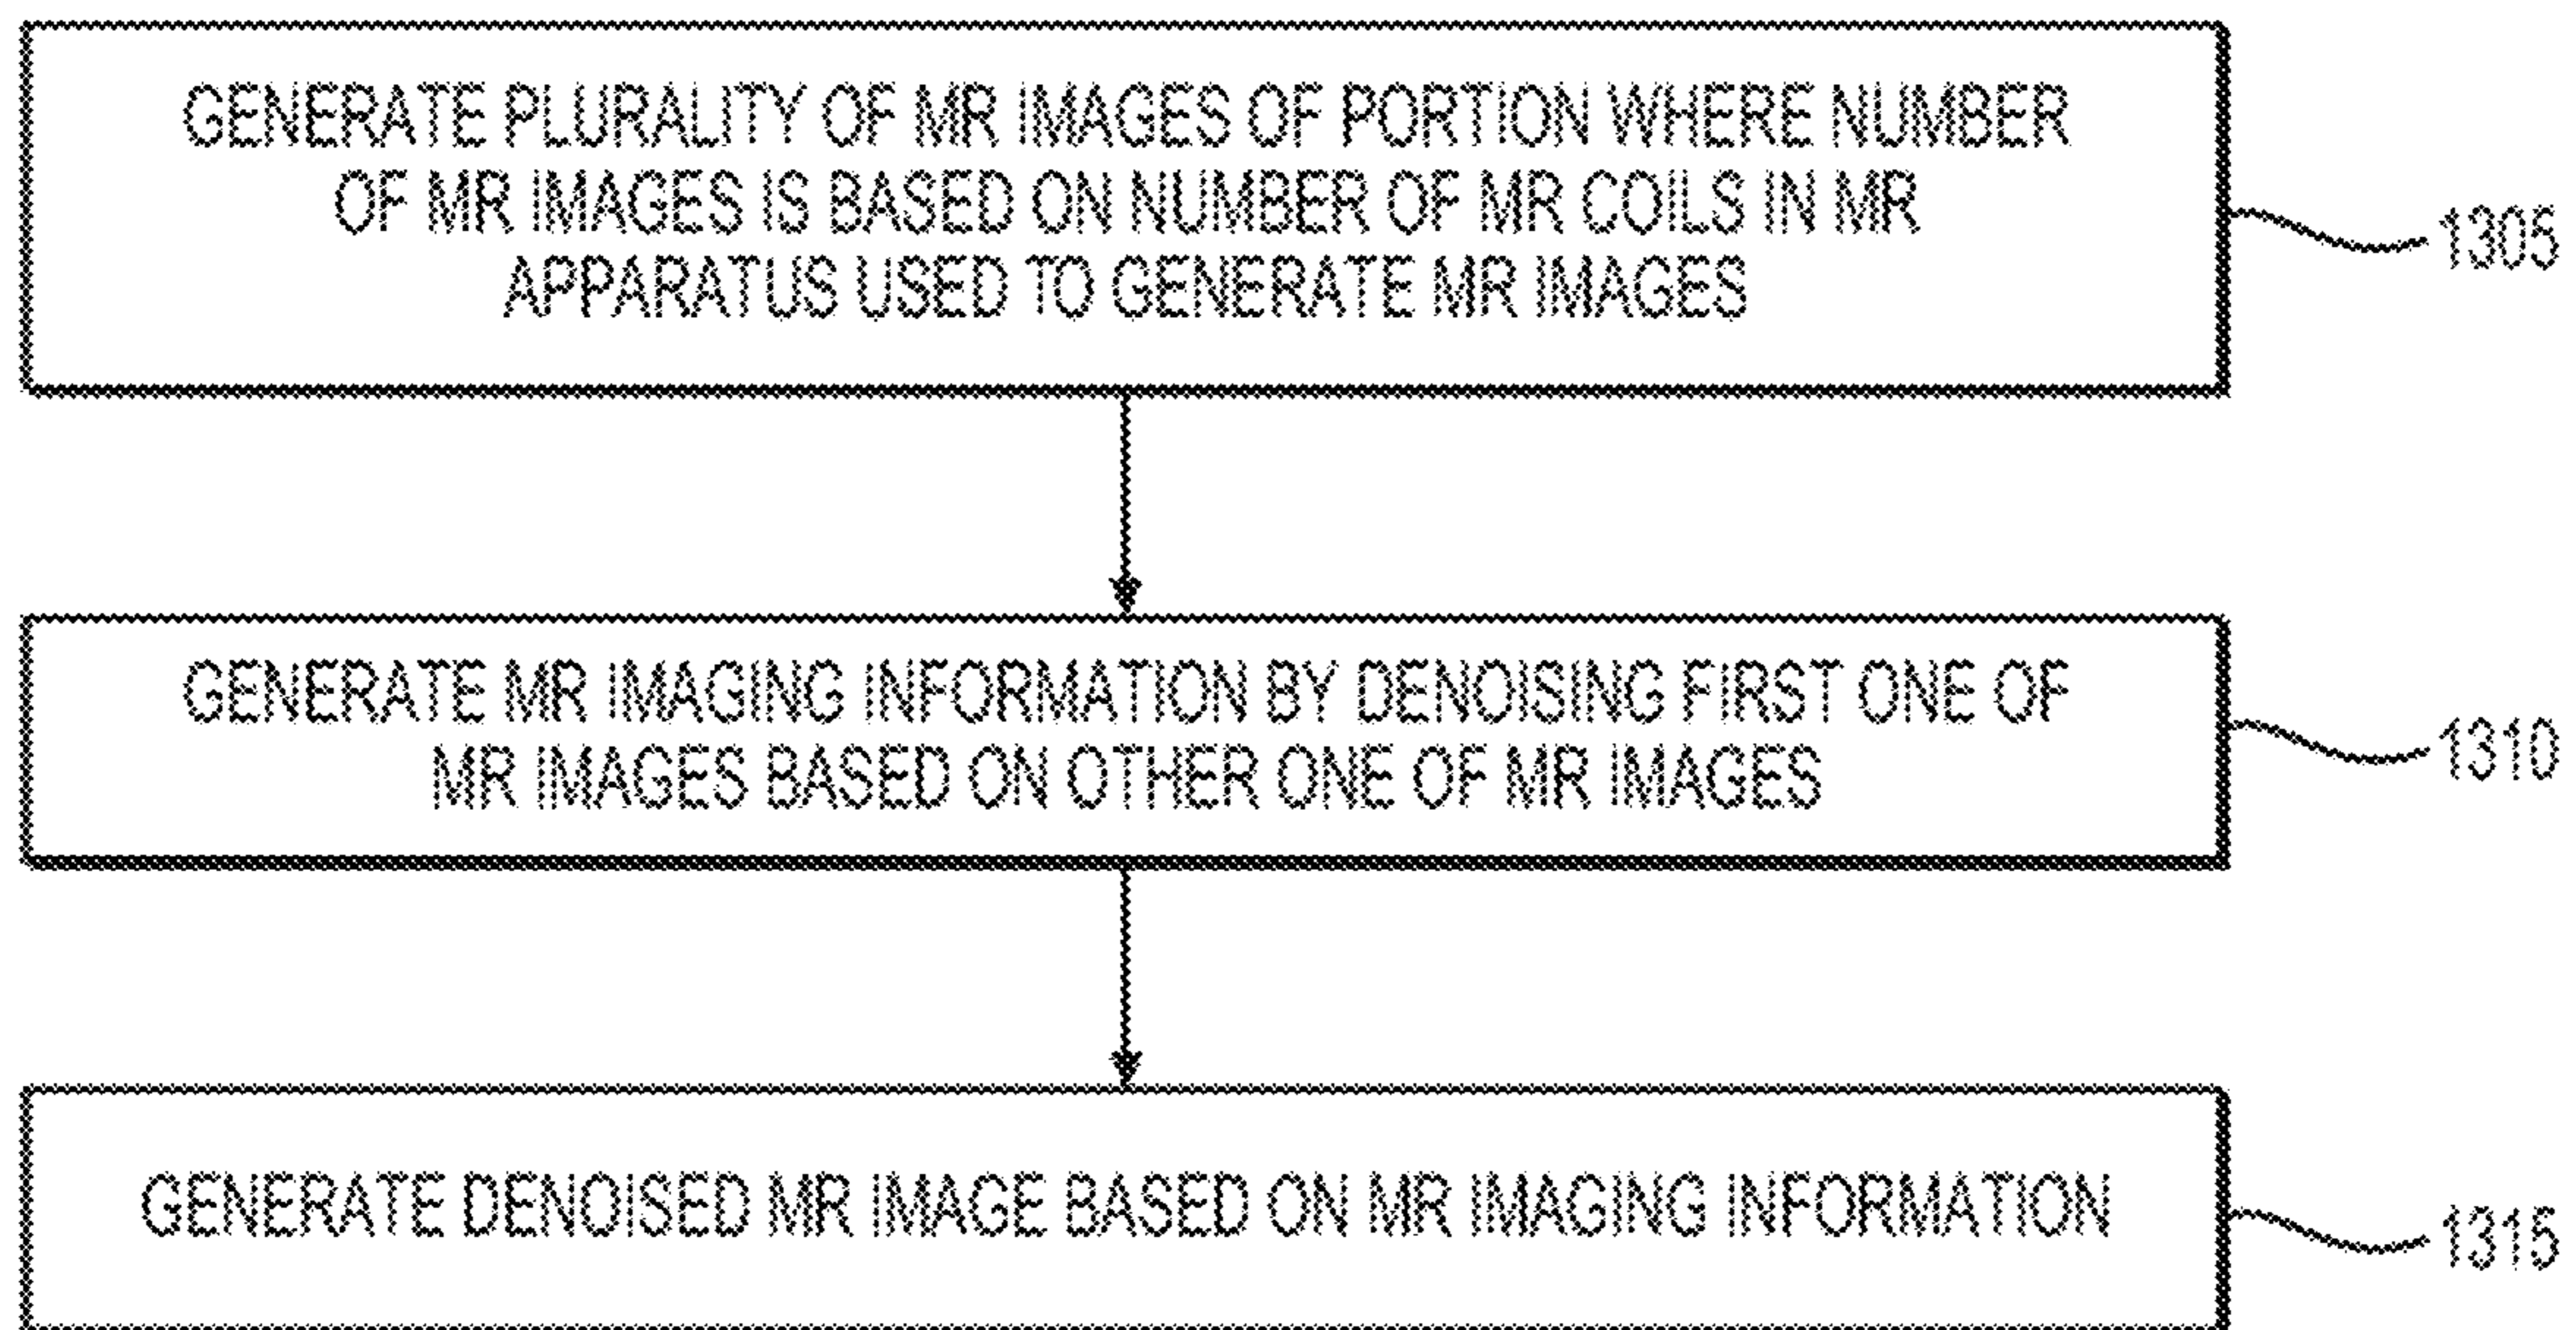 GENERATE PLURALITY OF MR IMAGES OF PORTION WHERE NUMBER
OF MR IMAGES IS BASED ON NUMBER OF MR COILS IN MR
APPARATUS USED TO GENERATE MR IMAGES
1305
GENERATE MR IMAGING INFORMATION BY DENOISING FIRST ONE OF
MR IMAGES BASED ON OTHER ONE OF MR IMAGES
1310
GENERATE DENOISED MR IMAGE BASED ON MR IMAGING INFORMATION
1315